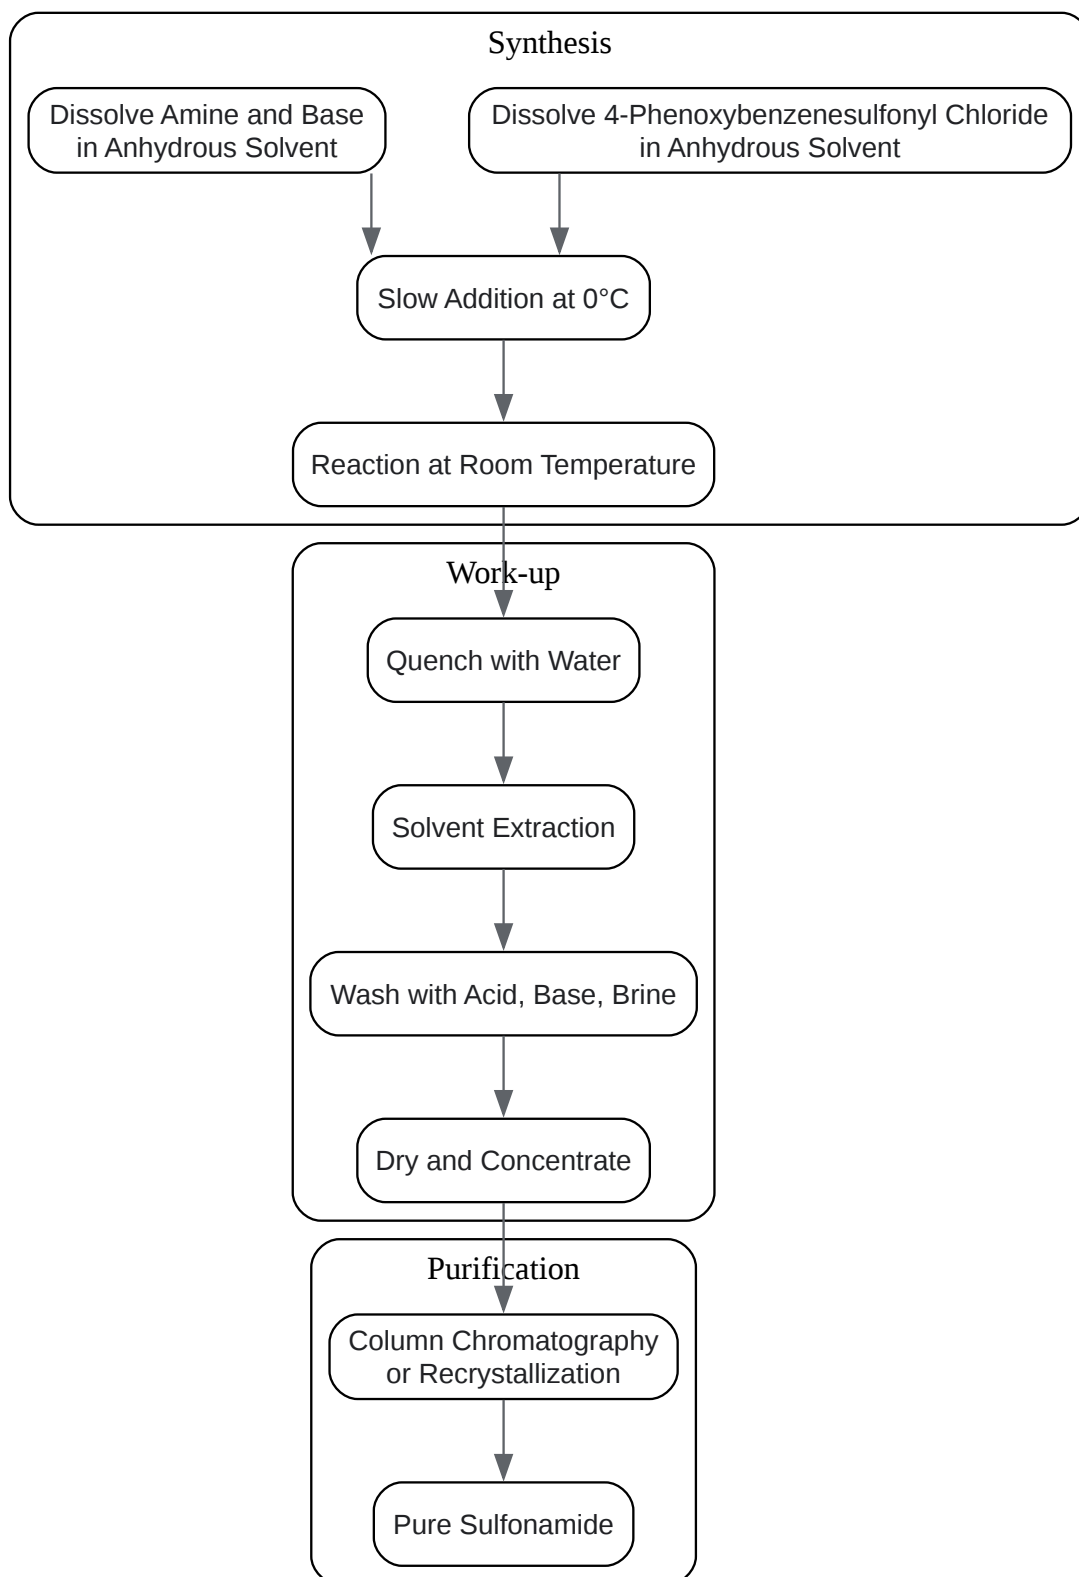 Synthesis
Dissolve Amine and Base
in Anhydrous Solvent
Dissolve 4-Phenoxybenzenesulfonyl Chloride
in Anhydrous Solvent
Slow Addition at 0°C
Reaction at Room Temperature
Work-up
Quench with Water
Solvent Extraction
Wash with Acid, Base, Brine
Dry and Concentrate
Purification
Column Chromatography
or Recrystallization
Pure Sulfonamide